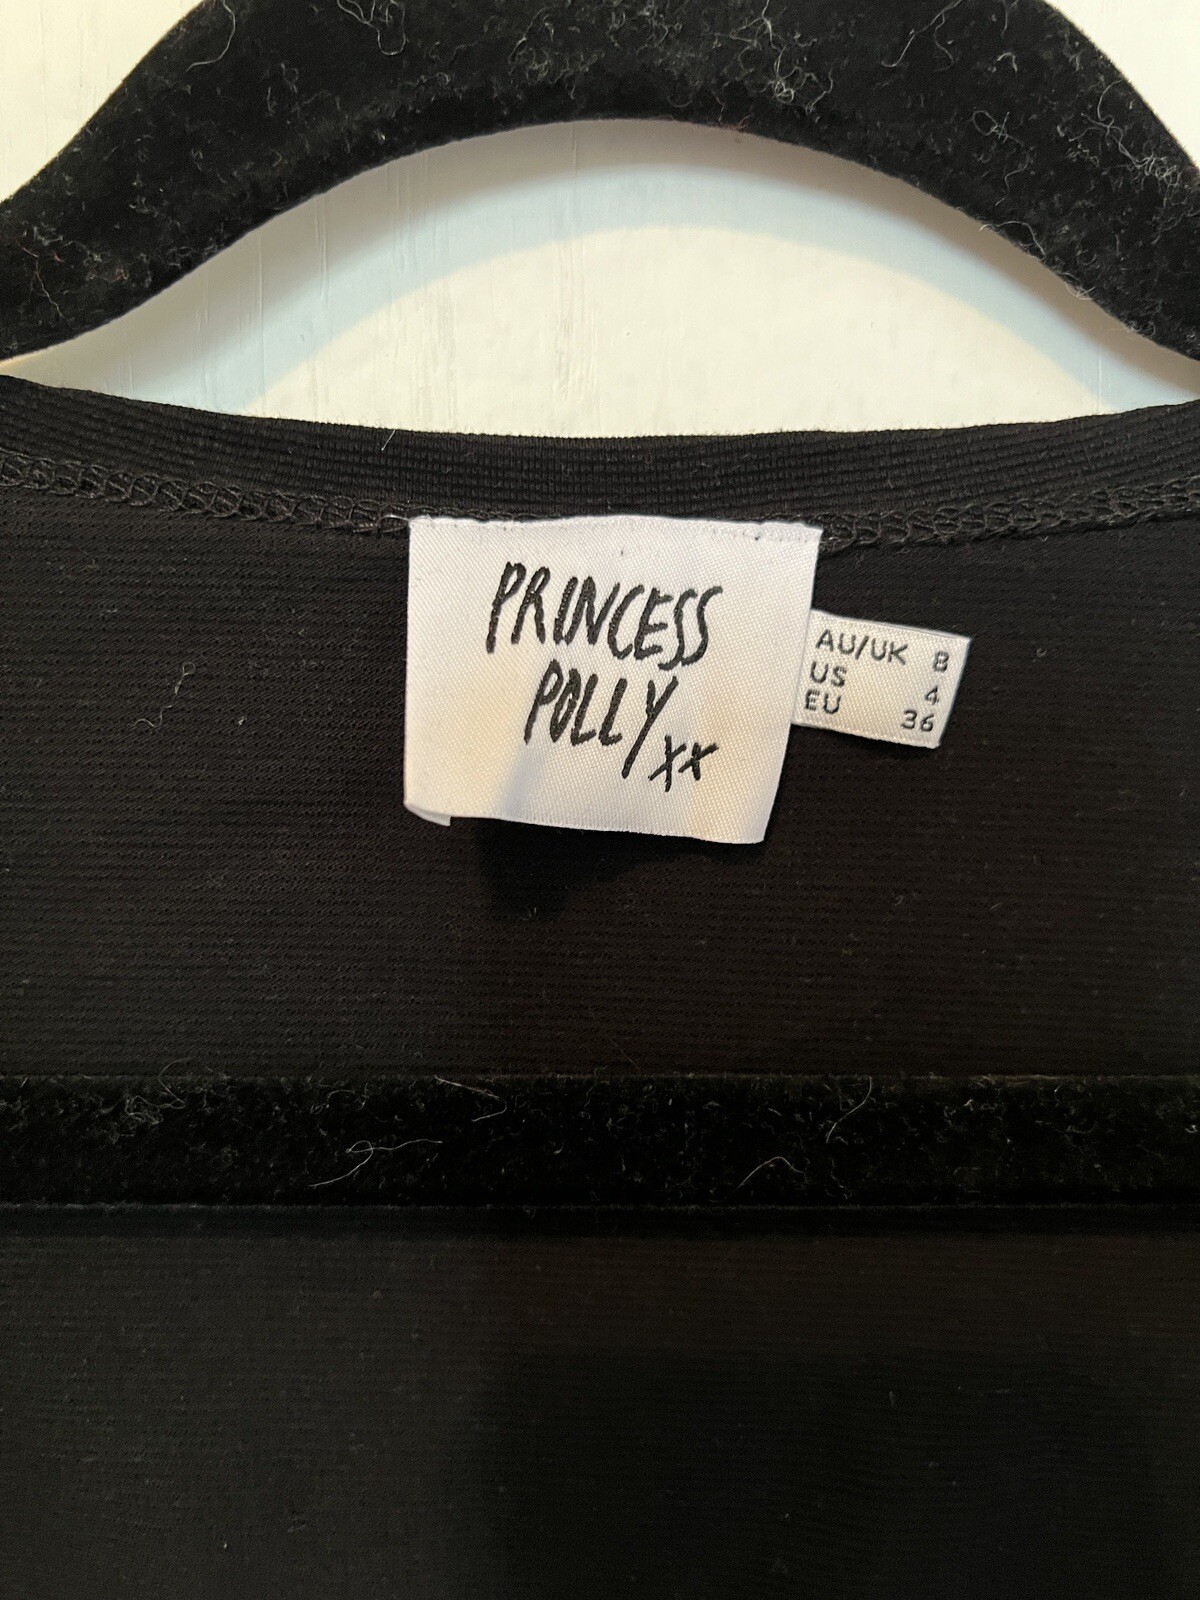 PRINCESS
POLLY xx
AU/UK 8
US 4
EU 36